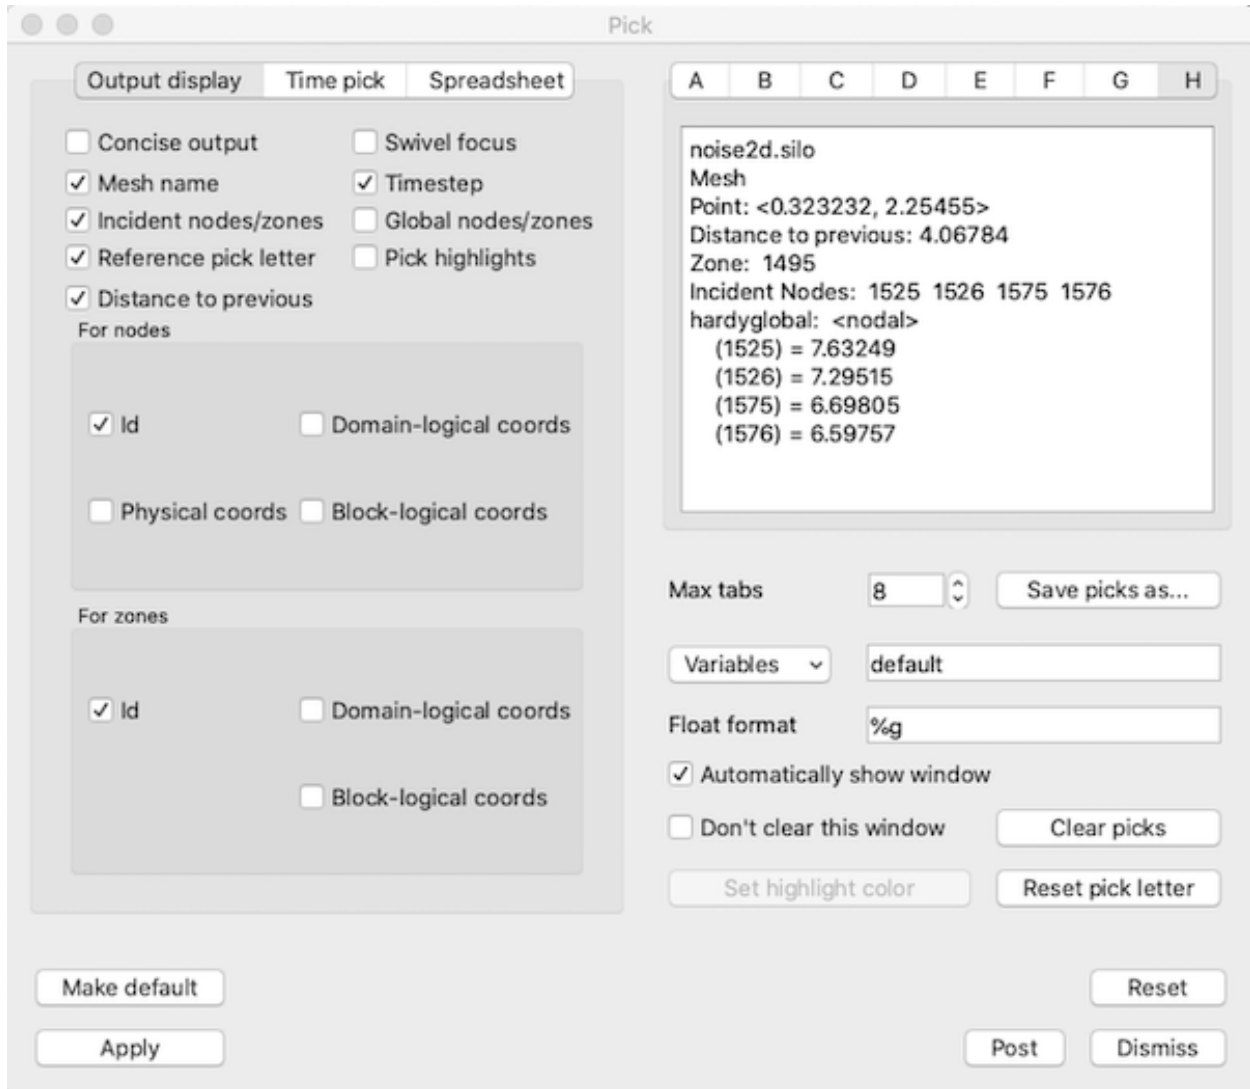 Pick
Output display Time pick Spreadsheet
Concise output Swivel focus
Mesh name Timestep
Incident nodes/zones Global nodes/zones
Reference pick letter Pick highlights
Distance to previous
For nodes
Id Domain-logical coords
Physical coords Block-logical coords
For zones
Id Domain-logical coords
Block-logical coords
A B C D E F G H
noise2d.silo
Mesh
Point: <0.323232, 2.25455>
Distance to previous: 4.06784
Zone: 1495
Incident Nodes: 1525 1526 1575 1576
hardyglobal: <nodal>
(1525) = 7.63249
(1526) = 7.29515
(1575) = 6.69805
(1576) = 6.59757
Max tabs 8 Save picks as...
Variables default
Float format %g
Automatically show window
Don't clear this window Clear picks
Set highlight color Reset pick letter
Make default Reset
Apply Post Dismiss